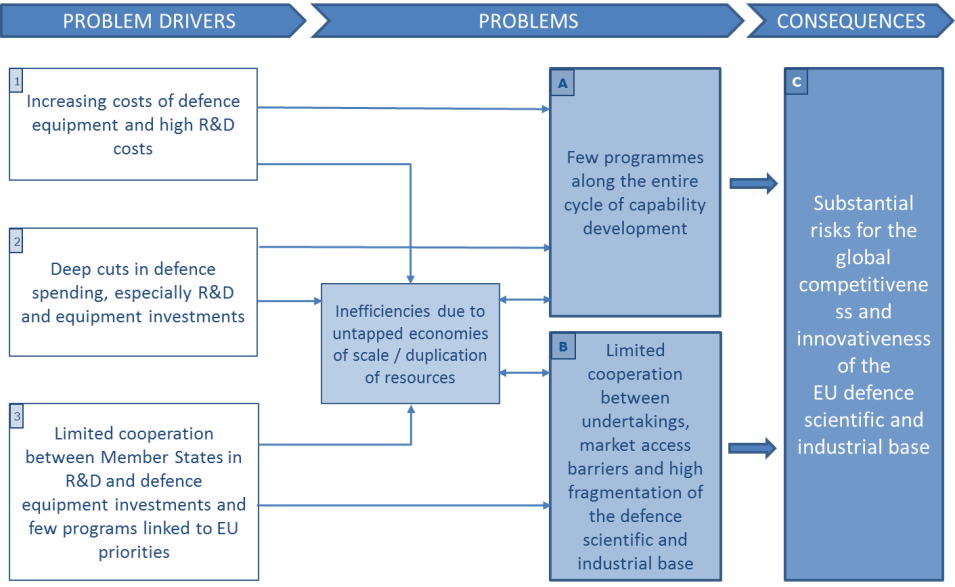 PROBLEM DRIVERS
PROBLEMS
CONSEQUENCES
1
Increasing costs of defence
equipment and high R&D
costs
2
Deep cuts in defence
spending, especially R&D
and equipment investments
3
Limited cooperation
between Member States in
R&D and defence
equipment investments and
few programs linked to EU
priorities
Inefficiencies due to
untapped economies
of scale / duplication
of resources
A
Few programmes
along the entire
cycle of capability
development
B
Limited
cooperation
between
undertakings,
market access
barriers and high
fragmentation of
the defence
scientific and
industrial base
C
Substantial
risks for the
global
competitivene
ss and
innovativeness
of the
EU defence
scientific and
industrial base